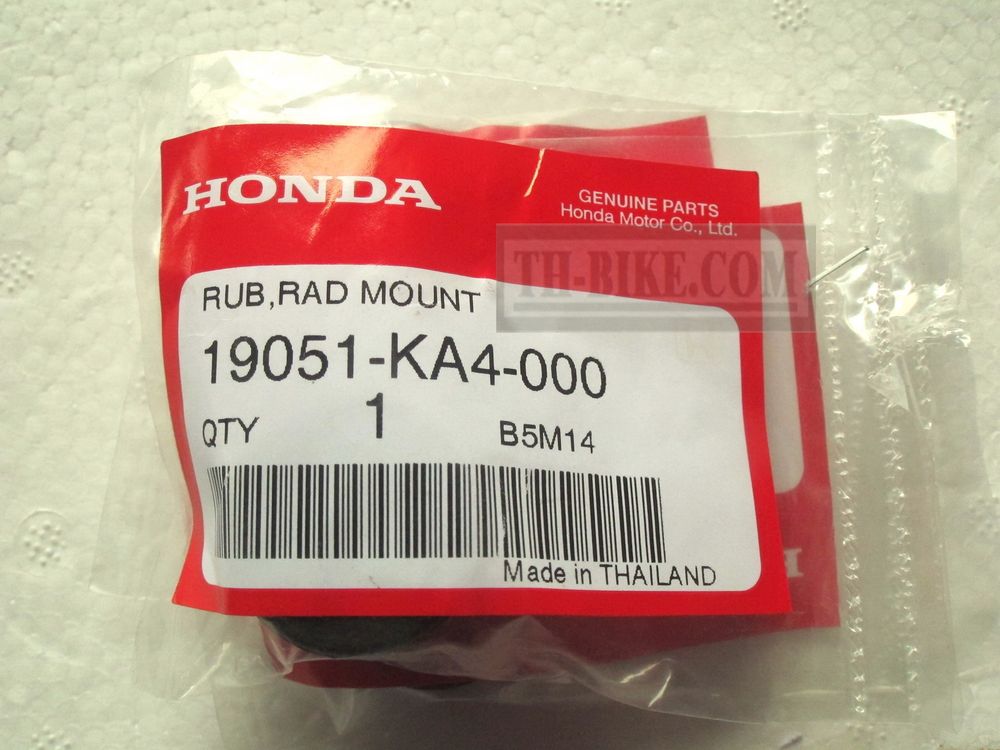 HONDA
GENUINE PARTS
Honda Motor Co., Ltd.
TH-BIKE.COM
RUB,RAD MOUNT
19051-KA4-000
QTY 1 B5M14
Made in THAILAND
H